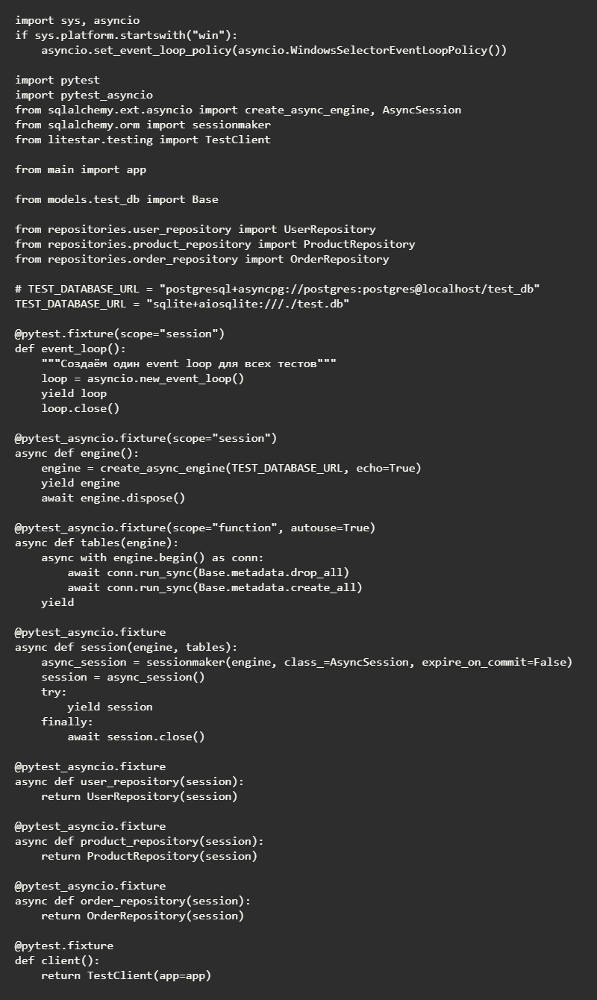 import sys, asyncio
if sys.platform.startswith("win"):
    asyncio.set_event_loop_policy(asyncio.WindowsSelectorEventLoopPolicy())

import pytest
import pytest_asyncio
from sqlalchemy.ext.asyncio import create_async_engine, AsyncSession
from sqlalchemy.orm import sessionmaker
from litestar.testing import TestClient

from main import app

from models.test_db import Base

from repositories.user_repository import UserRepository
from repositories.product_repository import ProductRepository
from repositories.order_repository import OrderRepository

# TEST_DATABASE_URL = "postgresql+asyncpg://postgres:postgres@localhost/test_db"
TEST_DATABASE_URL = "sqlite+aiosqlite:///./test.db"

@pytest.fixture(scope="session")
def event_loop():
    """Создаём один event loop для всех тестов"""
    loop = asyncio.new_event_loop()
    yield loop
    loop.close()

@pytest_asyncio.fixture(scope="session")
async def engine():
    engine = create_async_engine(TEST_DATABASE_URL, echo=True)
    yield engine
    await engine.dispose()

@pytest_asyncio.fixture(scope="function", autouse=True)
async def tables(engine):
    async with engine.begin() as conn:
        await conn.run_sync(Base.metadata.drop_all)
        await conn.run_sync(Base.metadata.create_all)
    yield

@pytest_asyncio.fixture
async def session(engine, tables):
    async_session = sessionmaker(engine, class_=AsyncSession, expire_on_commit=False)
    session = async_session()
    try:
        yield session
    finally:
        await session.close()

@pytest_asyncio.fixture
async def user_repository(session):
    return UserRepository(session)

@pytest_asyncio.fixture
async def product_repository(session):
    return ProductRepository(session)

@pytest_asyncio.fixture
async def order_repository(session):
    return OrderRepository(session)

@pytest.fixture
def client():
    return TestClient(app=app)